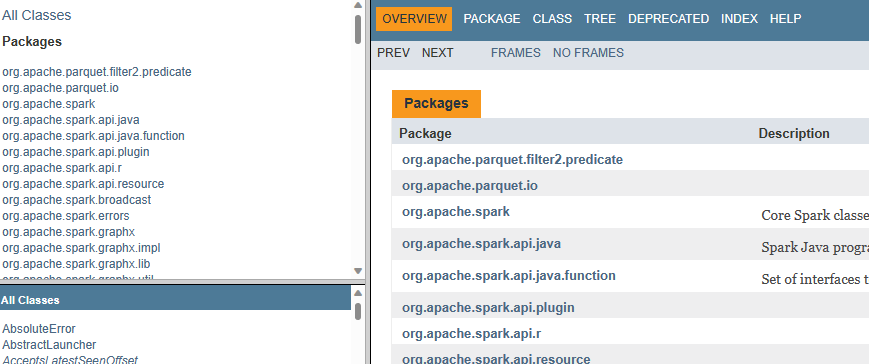 All Classes
Packages
org.apache.parquet.filter2.predicate
org.apache.parquet.io
org.apache.spark
org.apache.spark.api.java
org.apache.spark.api.java.function
org.apache.spark.api.plugin
org.apache.spark.api.r
org.apache.spark.api.resource
org.apache.spark.broadcast
org.apache.spark.errors
org.apache.spark.graphx
org.apache.spark.graphx.impl
org.apache.spark.graphx.lib
org.apache.spark.graphx.util
All Classes
AbsoluteError
AbstractLauncher
AcceptsLatestSeenOffset
OVERVIEW PACKAGE CLASS TREE DEPRECATED INDEX HELP
PREV NEXT FRAMES NO FRAMES
Packages
Package Description
org.apache.parquet.filter2.predicate
org.apache.parquet.io
org.apache.spark Core Spark classe
org.apache.spark.api.java Spark Java progra
org.apache.spark.api.java.function Set of interfaces t
org.apache.spark.api.plugin
org.apache.spark.api.r
org.apache.spark.api.resource